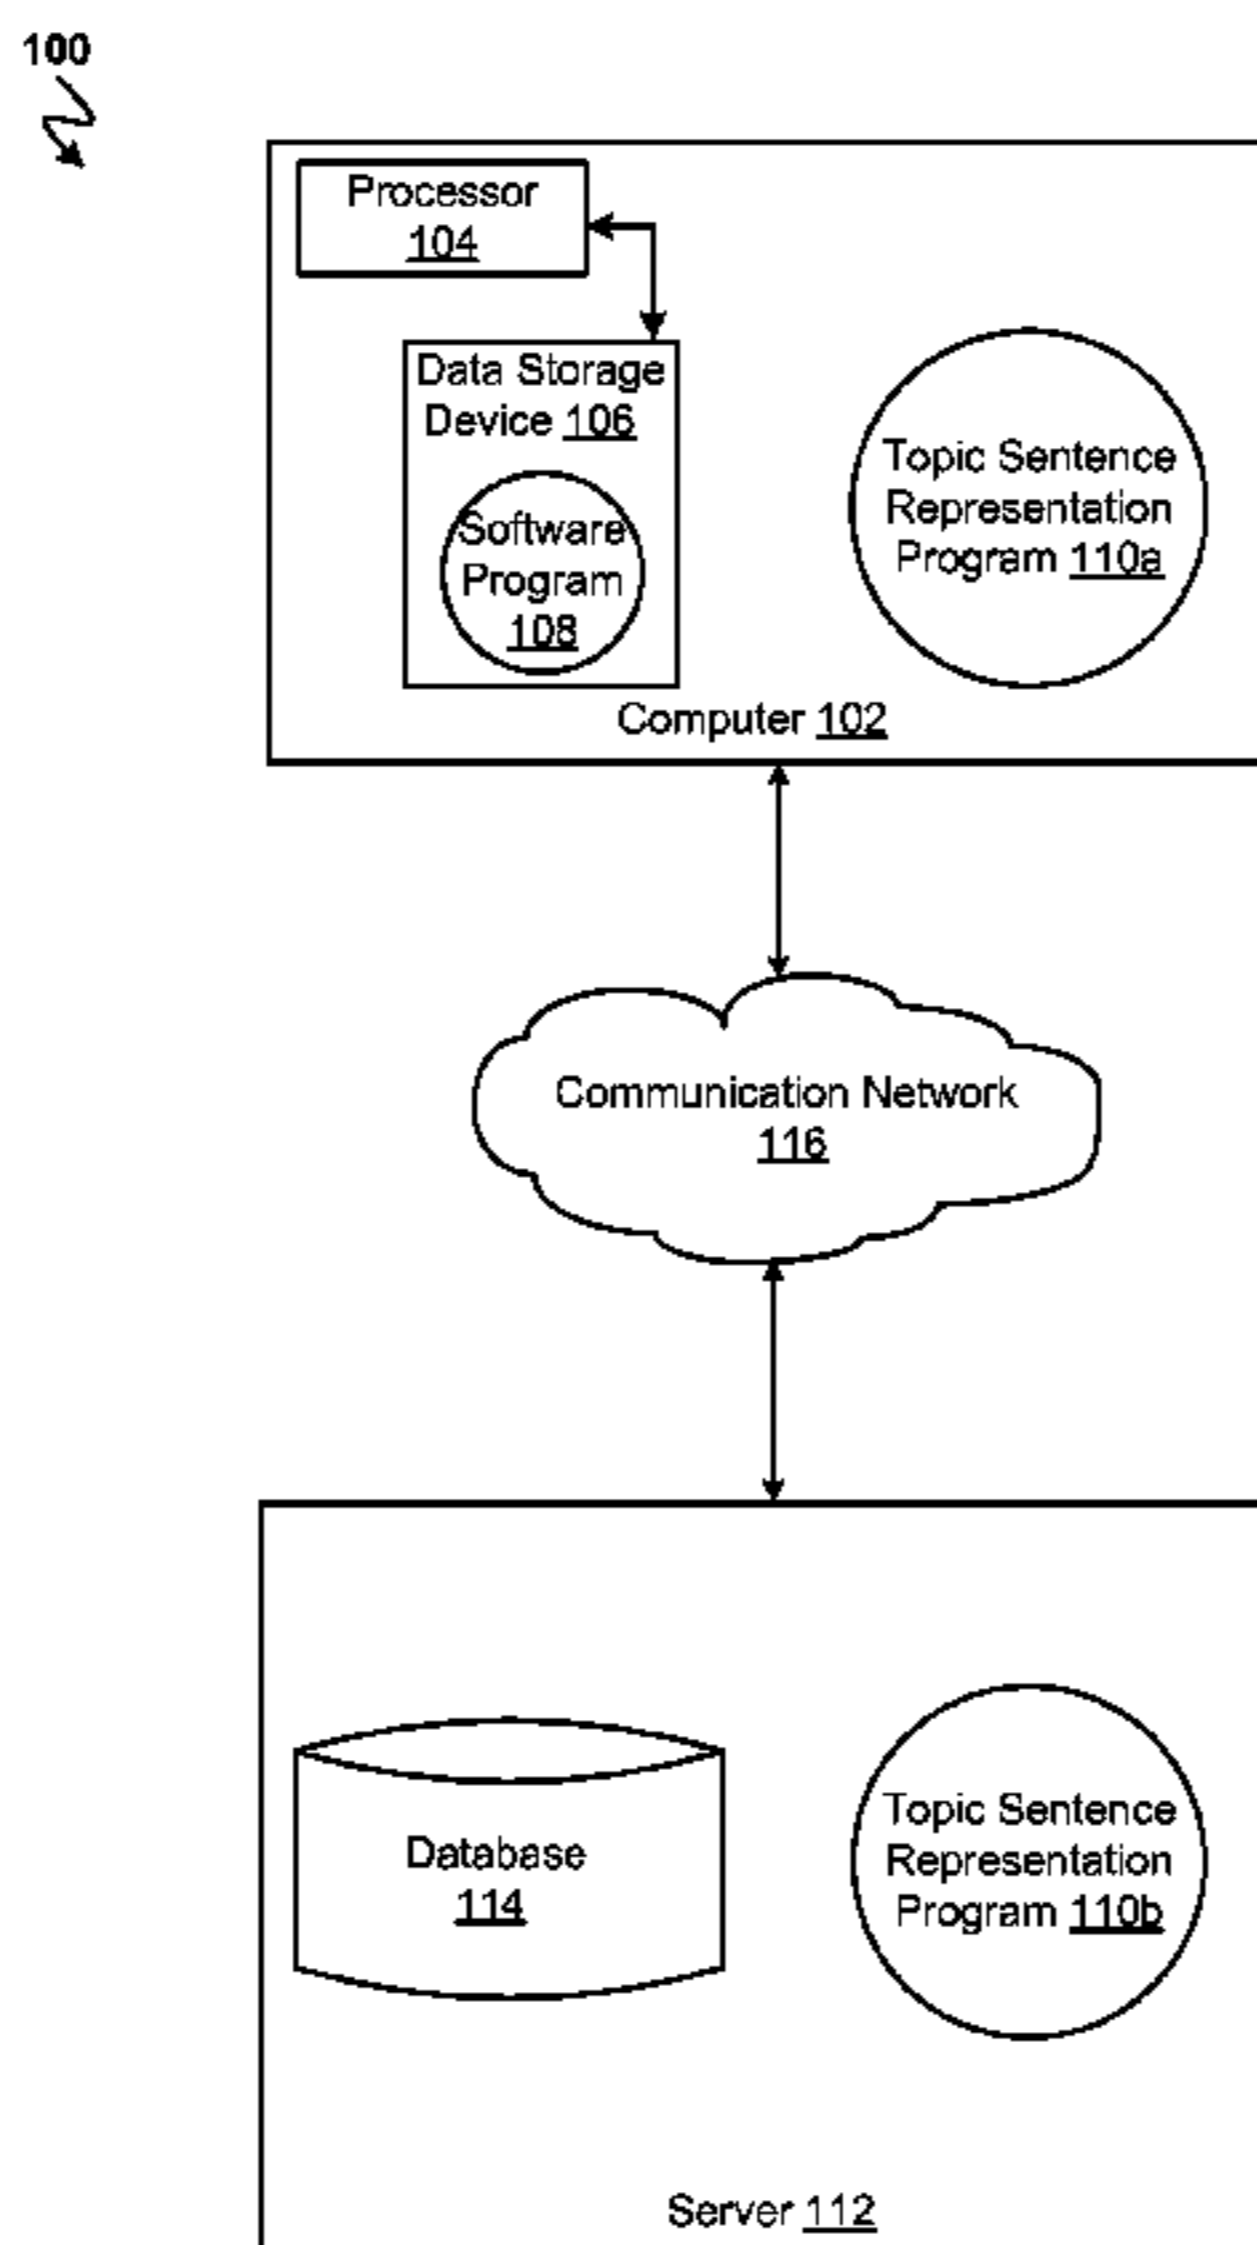 100
Processor
104
Data Storage
Device 106
Software
Program
108
Topic Sentence
Representation
Program 110a
Computer 102
Communication Network
116
Database
114
Topic Sentence
Representation
Program 110b
Server 112